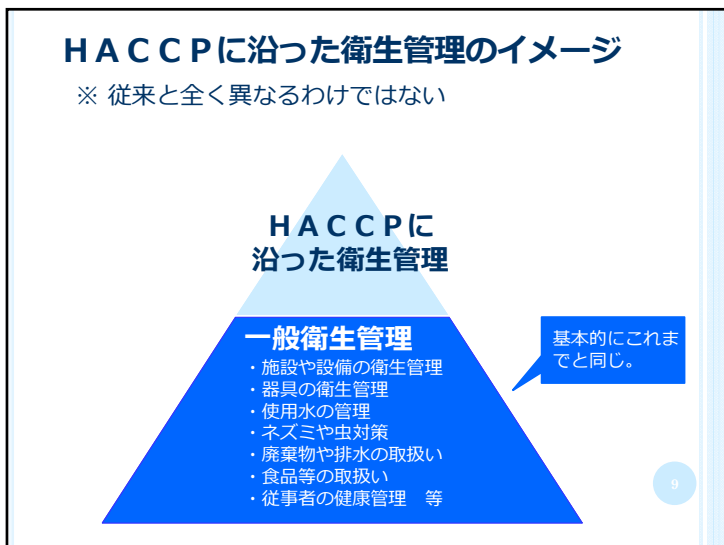 ＨＡＣＣＰに沿った衛生管理のイメージ
※ 従来と全く異なるわけではない
ＨＡＣＣＰに
沿った衛生管理
一般衛生管理
・施設や設備の衛生管理
・器具の衛生管理
・使用水の管理
・ネズミや虫対策
・廃棄物や排水の取扱い
・食品等の取扱い
・従事者の健康管理　等
基本的にこれま
でと同じ。
9